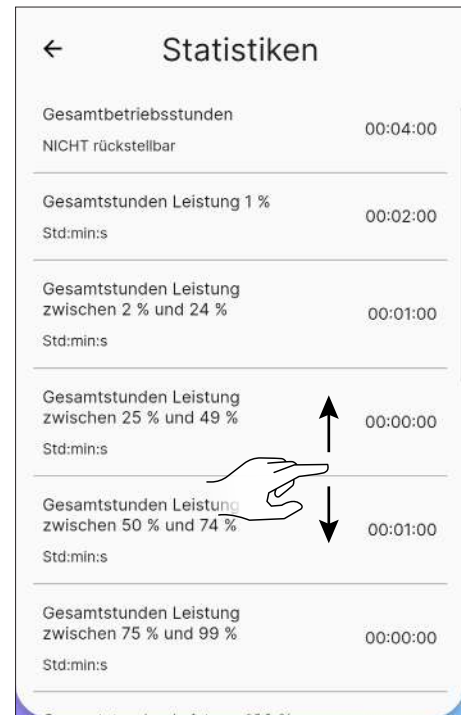 Statistiken
Gesamtbetriebsstunden
NICHT rückstellbar
00:04:00
Gesamtstunden Leistung 1 %
Std:min:s
00:02:00
Gesamtstunden Leistung
zwischen 2 % und 24 %
Std:min:s
00:01:00
Gesamtstunden Leistung
zwischen 25 % und 49 %
Std:min:s
00:00:00
Gesamtstunden Leistung
zwischen 50 % und 74 %
Std:min:s
00:01:00
Gesamtstunden Leistung
zwischen 75 % und 99 %
Std:min:s
00:00:00